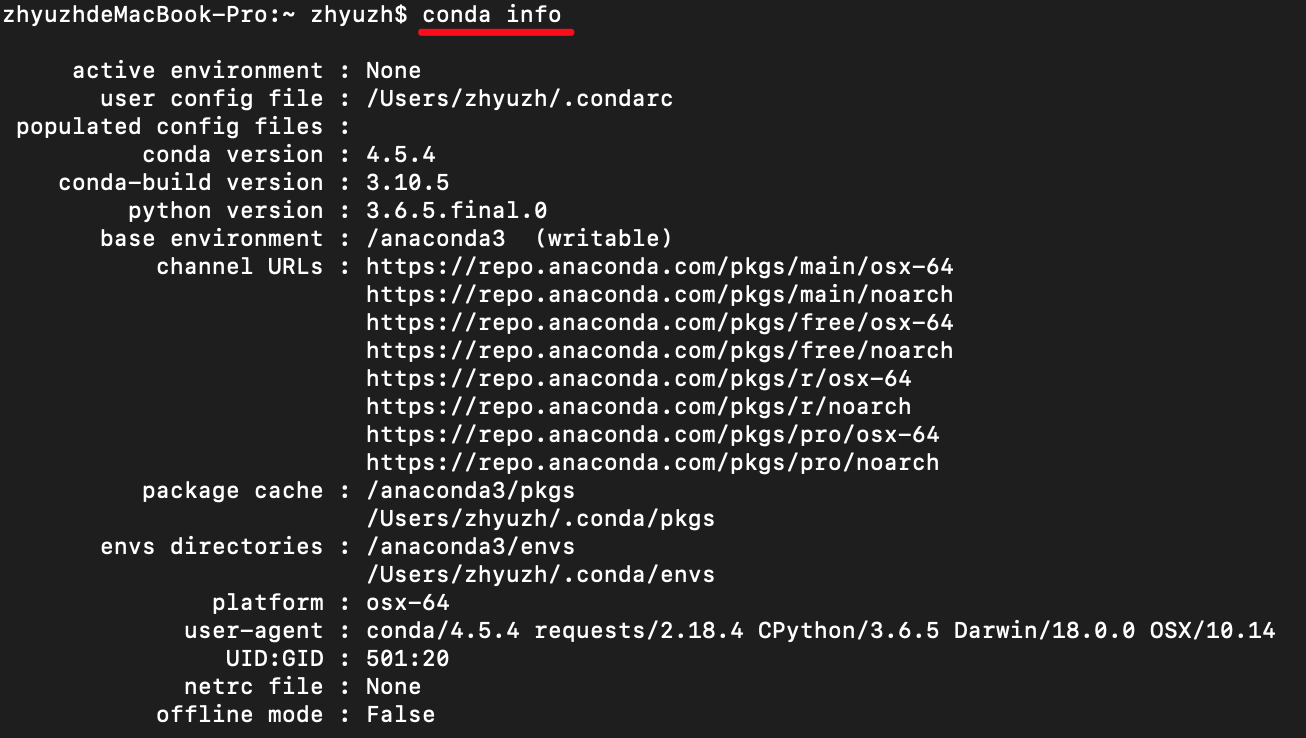 zhyuzhdeMacBook-Pro:~ zhyuzh$ conda info
active environment : None
user config file : /Users/zhyuzh/.condarc
populated config files :
conda version : 4.5.4
conda-build version : 3.10.5
python version : 3.6.5.final.0
base environment : /anaconda3  (writable)
channel URLs : https://repo.anaconda.com/pkgs/main/osx-64
https://repo.anaconda.com/pkgs/main/noarch
https://repo.anaconda.com/pkgs/free/osx-64
https://repo.anaconda.com/pkgs/free/noarch
https://repo.anaconda.com/pkgs/r/osx-64
https://repo.anaconda.com/pkgs/r/noarch
https://repo.anaconda.com/pkgs/pro/osx-64
https://repo.anaconda.com/pkgs/pro/noarch
package cache : /anaconda3/pkgs
/Users/zhyuzh/.conda/pkgs
envs directories : /anaconda3/envs
/Users/zhyuzh/.conda/envs
platform : osx-64
user-agent : conda/4.5.4 requests/2.18.4 CPython/3.6.5 Darwin/18.0.0 OSX/10.14
UID:GID : 501:20
netrc file : None
offline mode : False